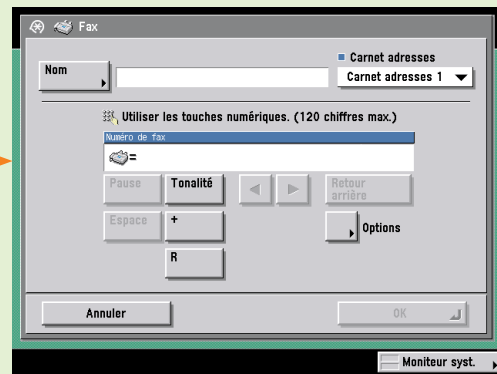 Fax
Carnet adresses
Nom
Carnet adresses 1
Utiliser les touches numériques. (120 chiffres max.)
Numéro de fax
=
Pause Tonalité Retour arrière
Espace + Options
R
Annuler OK
Moniteur syst.